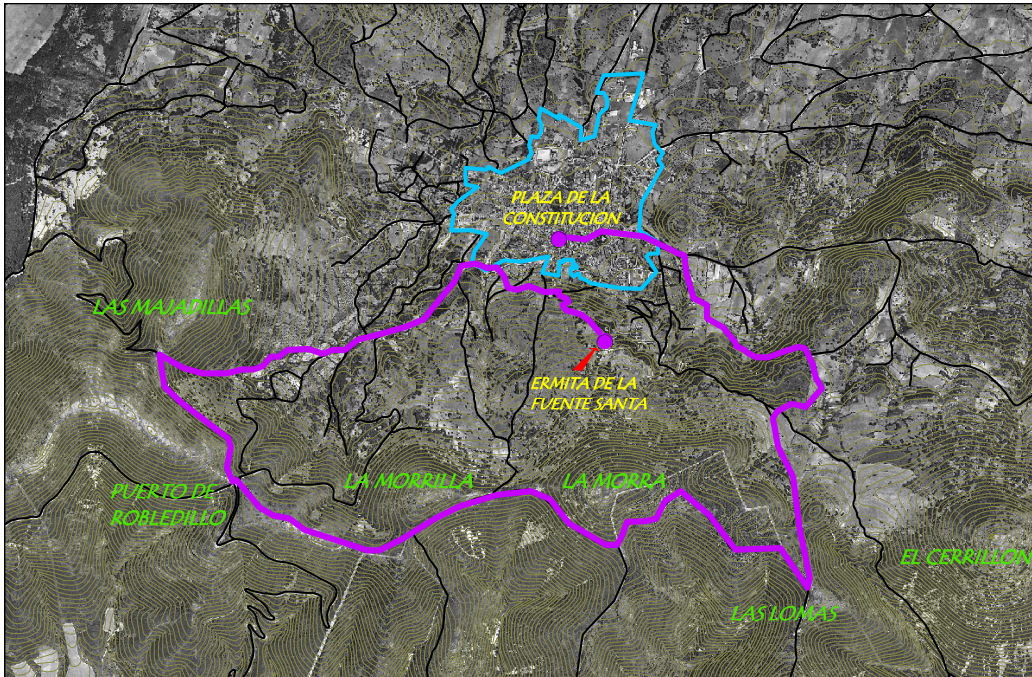 PLAZA DE LA
CONSTITUCION
LAS MAJADILLAS
ERMITA DE LA
FUENTE SANTA
PUERTO DE
ROBLEDILLO
LA MORRILLA
LA MORRA
EL CERRILLON
LAS LOMAS